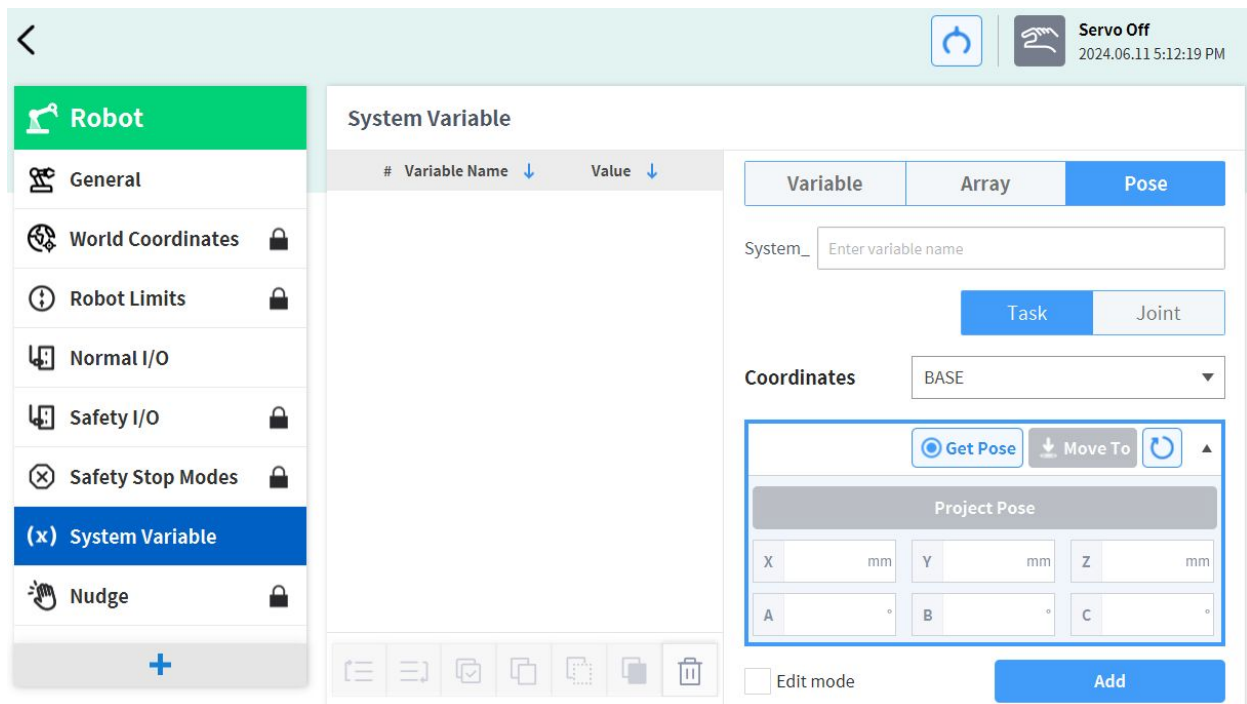 Servo Off
2024.06.11 5:12:19 PM
Robot
General
World Coordinates
Robot Limits
Normal I/O
Safety I/O
Safety Stop Modes
(x) System Variable
Nudge
+
System Variable
# Variable Name ↓ Value ↓
Variable Array Pose
System_ Enter variable name
Task Joint
Coordinates BASE
Get Pose Move To
Project Pose
X mm Y mm Z mm
A ° B ° C °
Edit mode Add